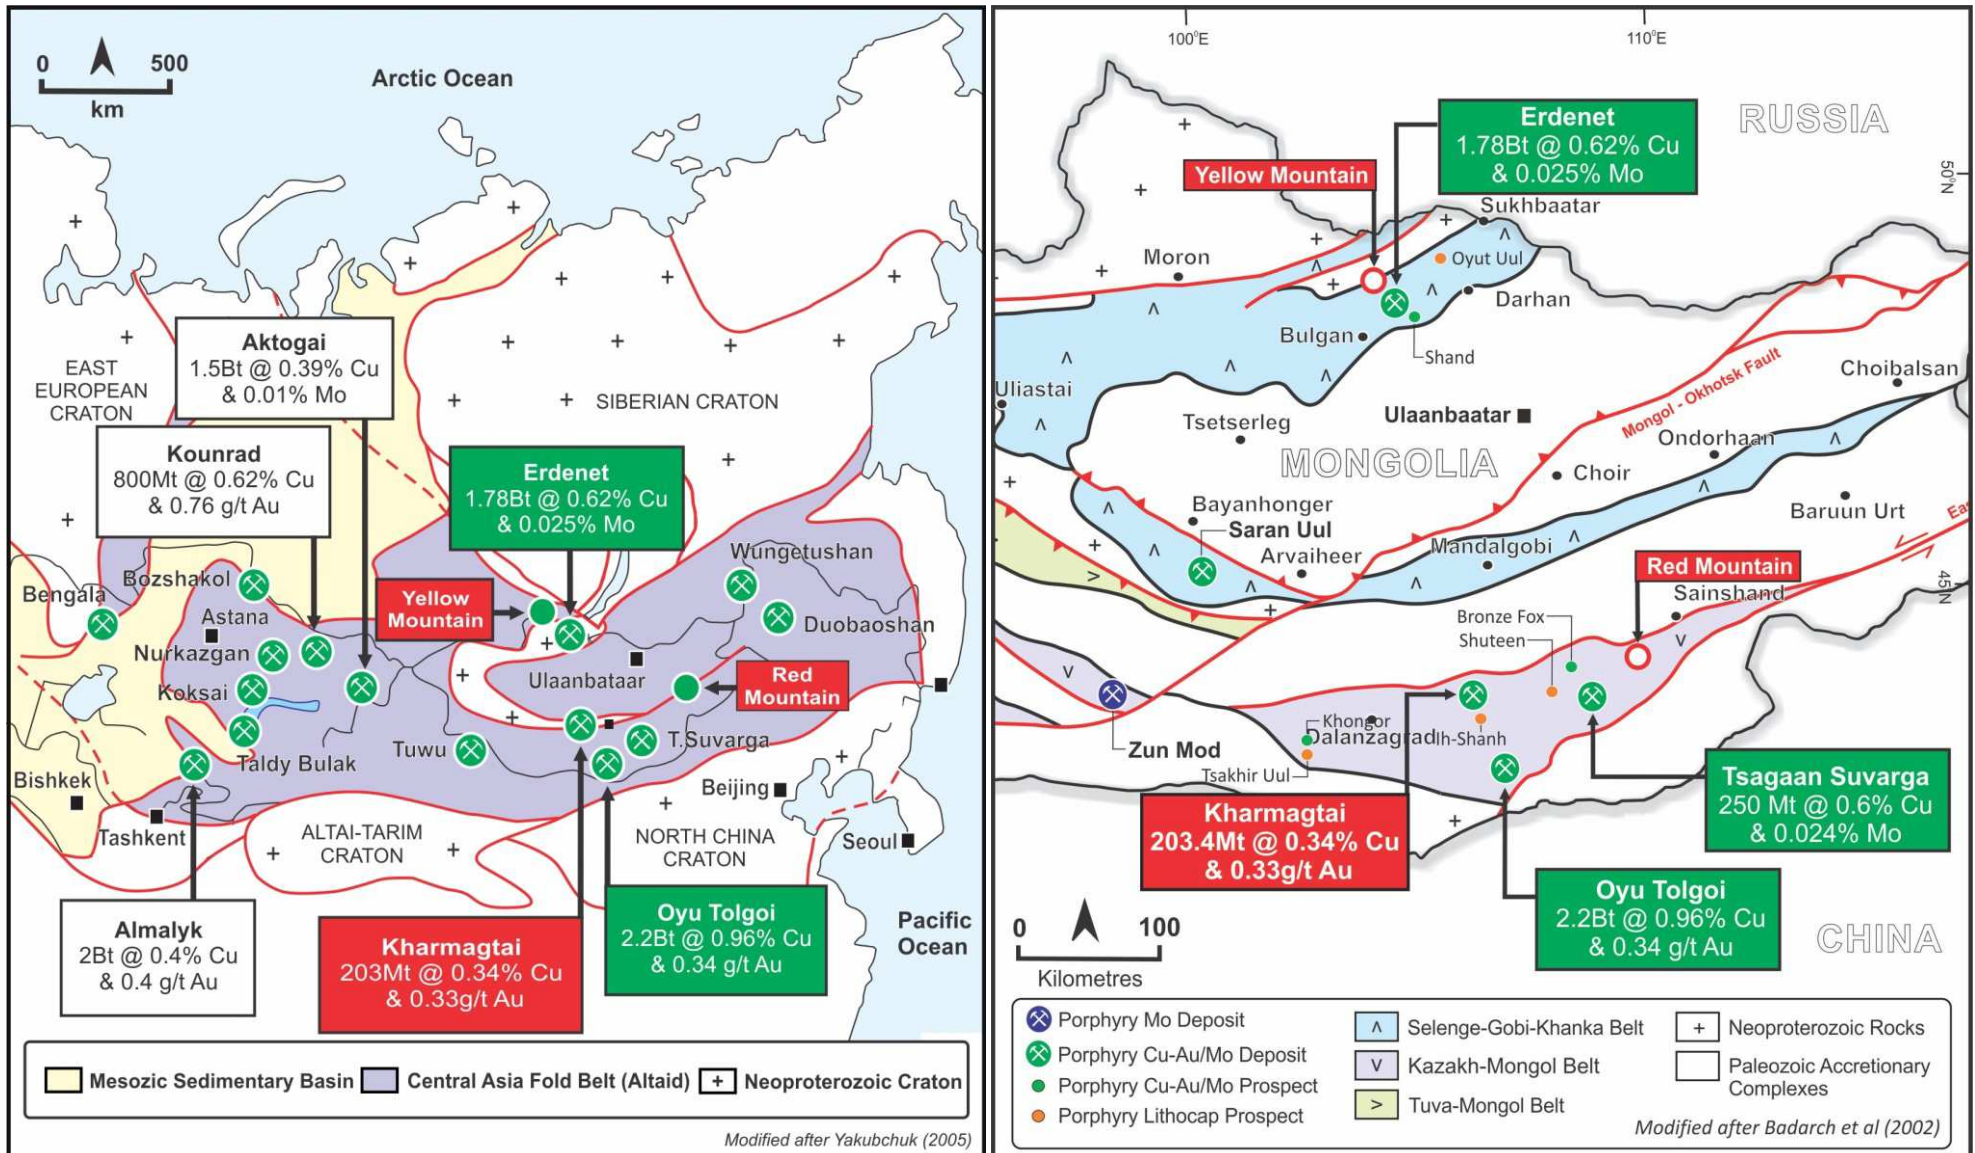 0 500
km
Arctic Ocean
EAST
EUROPEAN
CRATON
Aktogai
1.5Bt @ 0.39% Cu
& 0.01% Mo
SIBERIAN CRATON
Kounrad
800Mt @ 0.62% Cu
& 0.76 g/t Au
Erdenet
1.78Bt @ 0.62% Cu
& 0.025% Mo
Wungetushan
Bozshakol
Bengala
Astana
Yellow
Mountain
Duobaoshan
Nurkazgan
Koksai
Ulaanbataar
Red
Mountain
Taldy Bulak
Tuwu
T.Suvarga
Bishkek
Beijing
Tashkent
ALTAI-TARIM
CRATON
NORTH CHINA
CRATON
Seoul
Almalyk
2Bt @ 0.4% Cu
& 0.4 g/t Au
Kharmagtai
203Mt @ 0.34% Cu
& 0.33g/t Au
Oyu Tolgoi
2.2Bt @ 0.96% Cu
& 0.34 g/t Au
Pacific
Ocean
Mesozic Sedimentary Basin
Central Asia Fold Belt (Altaid)
Neoproterozoic Craton
Modified after Yakubchuk (2005)
100°E
110°E
RUSSIA
Erdenet
1.78Bt @ 0.62% Cu
& 0.025% Mo
Yellow Mountain
50°N
Sukhbaatar
Moron
Oyut Uul
Darhan
Bulgan
Shand
Choibalsan
Uliastai
Tsetserleg
Ulaanbaatar
Mongol - Okhotsk Fault
Ondorhaan
MONGOLIA
Choir
Bayanhonger
Saran Uul
Baruun Urt
Eas
Arvaiheer
Mandalgobi
Red Mountain
45°N
Sainshand
Bronze Fox
Shuteen
Khongor
Dalanzagrad
Ih-Shanh
Zun Mod
Tsakhir Uul
Kharmagtai
203.4Mt @ 0.34% Cu
& 0.33g/t Au
Tsagaan Suvarga
250 Mt @ 0.6% Cu
& 0.024% Mo
Oyu Tolgoi
2.2Bt @ 0.96% Cu
& 0.34 g/t Au
CHINA
0 100
Kilometres
Porphyry Mo Deposit
Porphyry Cu-Au/Mo Deposit
Porphyry Cu-Au/Mo Prospect
Porphyry Lithocap Prospect
Selenge-Gobi-Khanka Belt
Kazakh-Mongol Belt
Tuva-Mongol Belt
Neoproterozoic Rocks
Paleozoic Accretionary
Complexes
Modified after Badarch et al (2002)